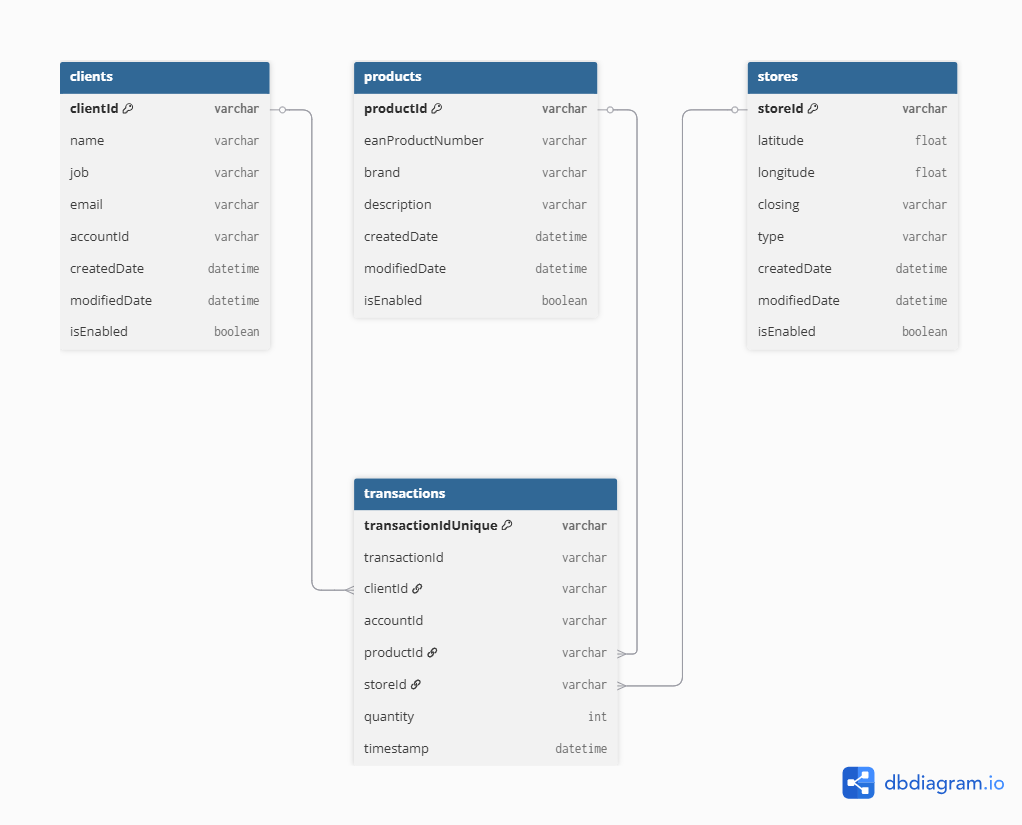 clients
clientId varchar
name varchar
job varchar
email varchar
accountId varchar
createdDate datetime
modifiedDate datetime
isEnabled boolean
products
productId varchar
eanProductNumber varchar
brand varchar
description varchar
createdDate datetime
modifiedDate datetime
isEnabled boolean
stores
storeId varchar
latitude float
longitude float
closing varchar
type varchar
createdDate datetime
modifiedDate datetime
isEnabled boolean
transactions
transactionIdUnique varchar
transactionId varchar
clientId varchar
accountId varchar
productId varchar
storeId varchar
quantity int
timestamp datetime
dbdiagram.io